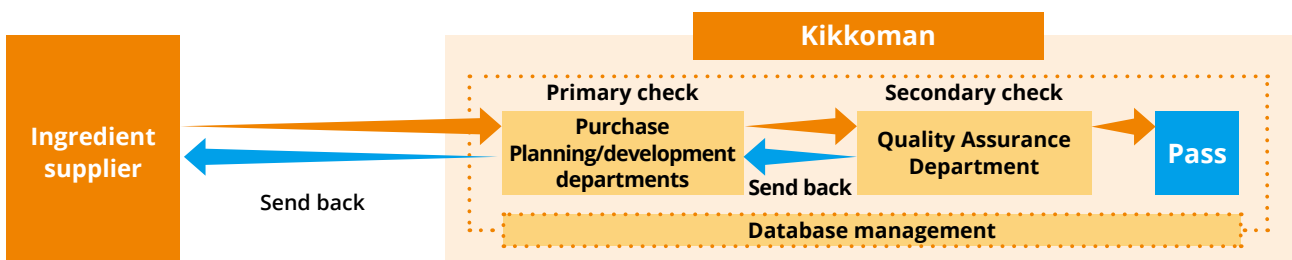 Kikkoman
Ingredient
supplier
Send back
Primary check
Purchase
Planning/development
departments
Send back
Secondary check
Quality Assurance
Department
Pass
Database management